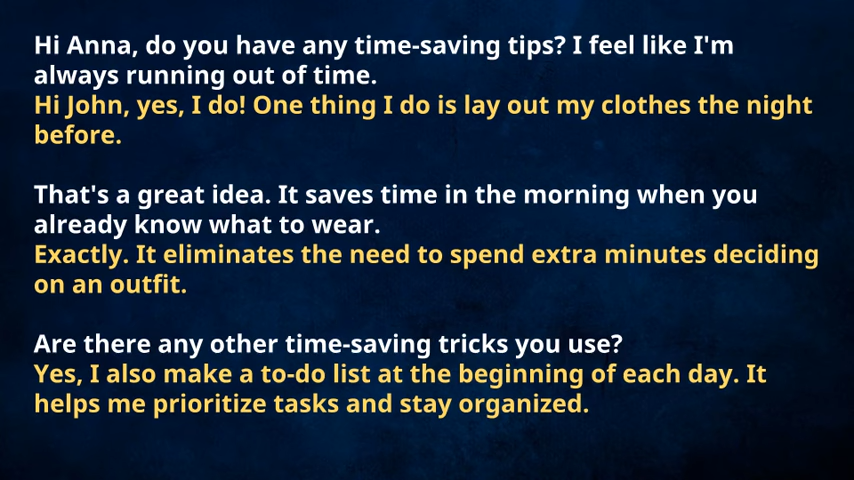 Hi Anna, do you have any time-saving tips? I feel like I'm
always running out of time.
Hi John, yes, I do! One thing I do is lay out my clothes the night
before.
That's a great idea. It saves time in the morning when you
already know what to wear.
Exactly. It eliminates the need to spend extra minutes deciding
on an outfit.
Are there any other time-saving tricks you use?
Yes, I also make a to-do list at the beginning of each day. It
helps me prioritize tasks and stay organized.